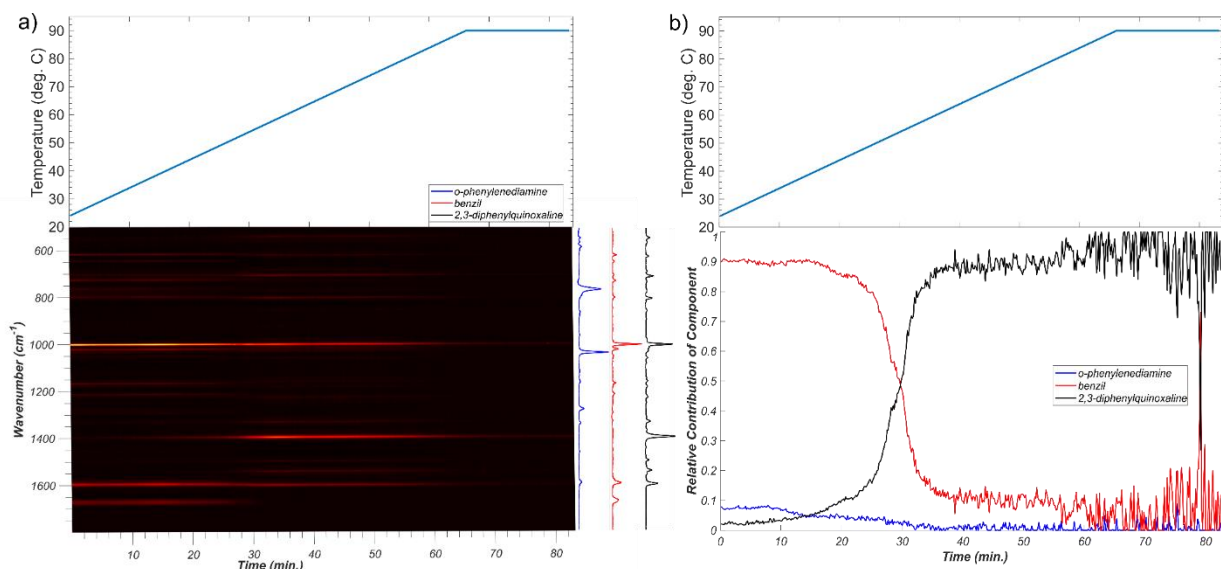 a)
Temperature (deg. C)
90
80
70
60
50
40
30
20
o-phenylenediamine
benzil
2,3-diphenylquinoxaline
Wavenumber (cm-1)
600
800
1000
1200
1400
1600
10 20 30 40 50 60 70 80
Time (min.)
b)
Temperature (deg. C)
90
80
70
60
50
40
30
20
Relative Contribution of Component
1
0.9
0.8
0.7
0.6
0.5
0.4
0.3
0.2
0.1
0
o-phenylenediamine
benzil
2,3-diphenylquinoxaline
0 10 20 30 40 50 60 70 80
Time (min.)